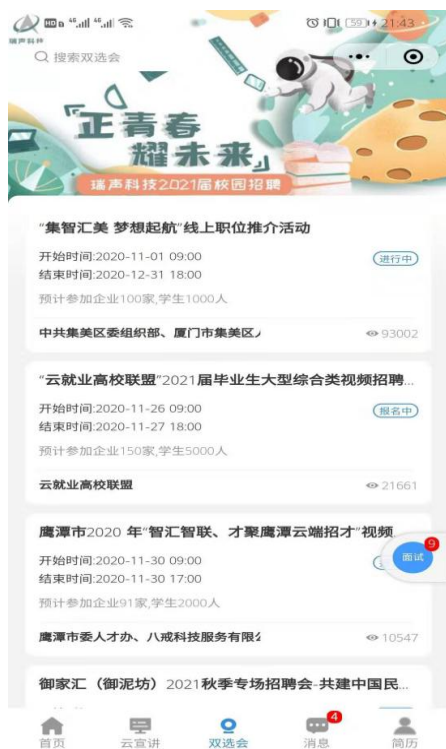 HD 46 46 59 21:43
瑞声科技
搜索双选会
正青春
耀未来
瑞声科技2021届校园招聘
“集智汇美 梦想起航”线上职位推介活动
开始时间:2020-11-01 09:00
进行中
结束时间:2020-12-31 18:00
预计参加企业100家,学生1000人
中共集美区委组织部、厦门市集美区
93002
“云就业高校联盟”2021届毕业生大型综合类视频招聘...
开始时间:2020-11-26 09:00
报名中
结束时间:2020-11-27 18:00
预计参加企业150家,学生5000人
云就业高校联盟
21661
鹰潭市2020 年“智汇智联、才聚鹰潭云端招才”视频
开始时间:2020-11-30 09:00
9
面试
结束时间:2020-11-30 17:00
预计参加企业91家,学生2000人
鹰潭市委人才办、八戒科技服务有限
10547
御家汇（御泥坊）2021秋季专场招聘会-共建中国民...
4
首页 云宣讲 双选会 消息 简历